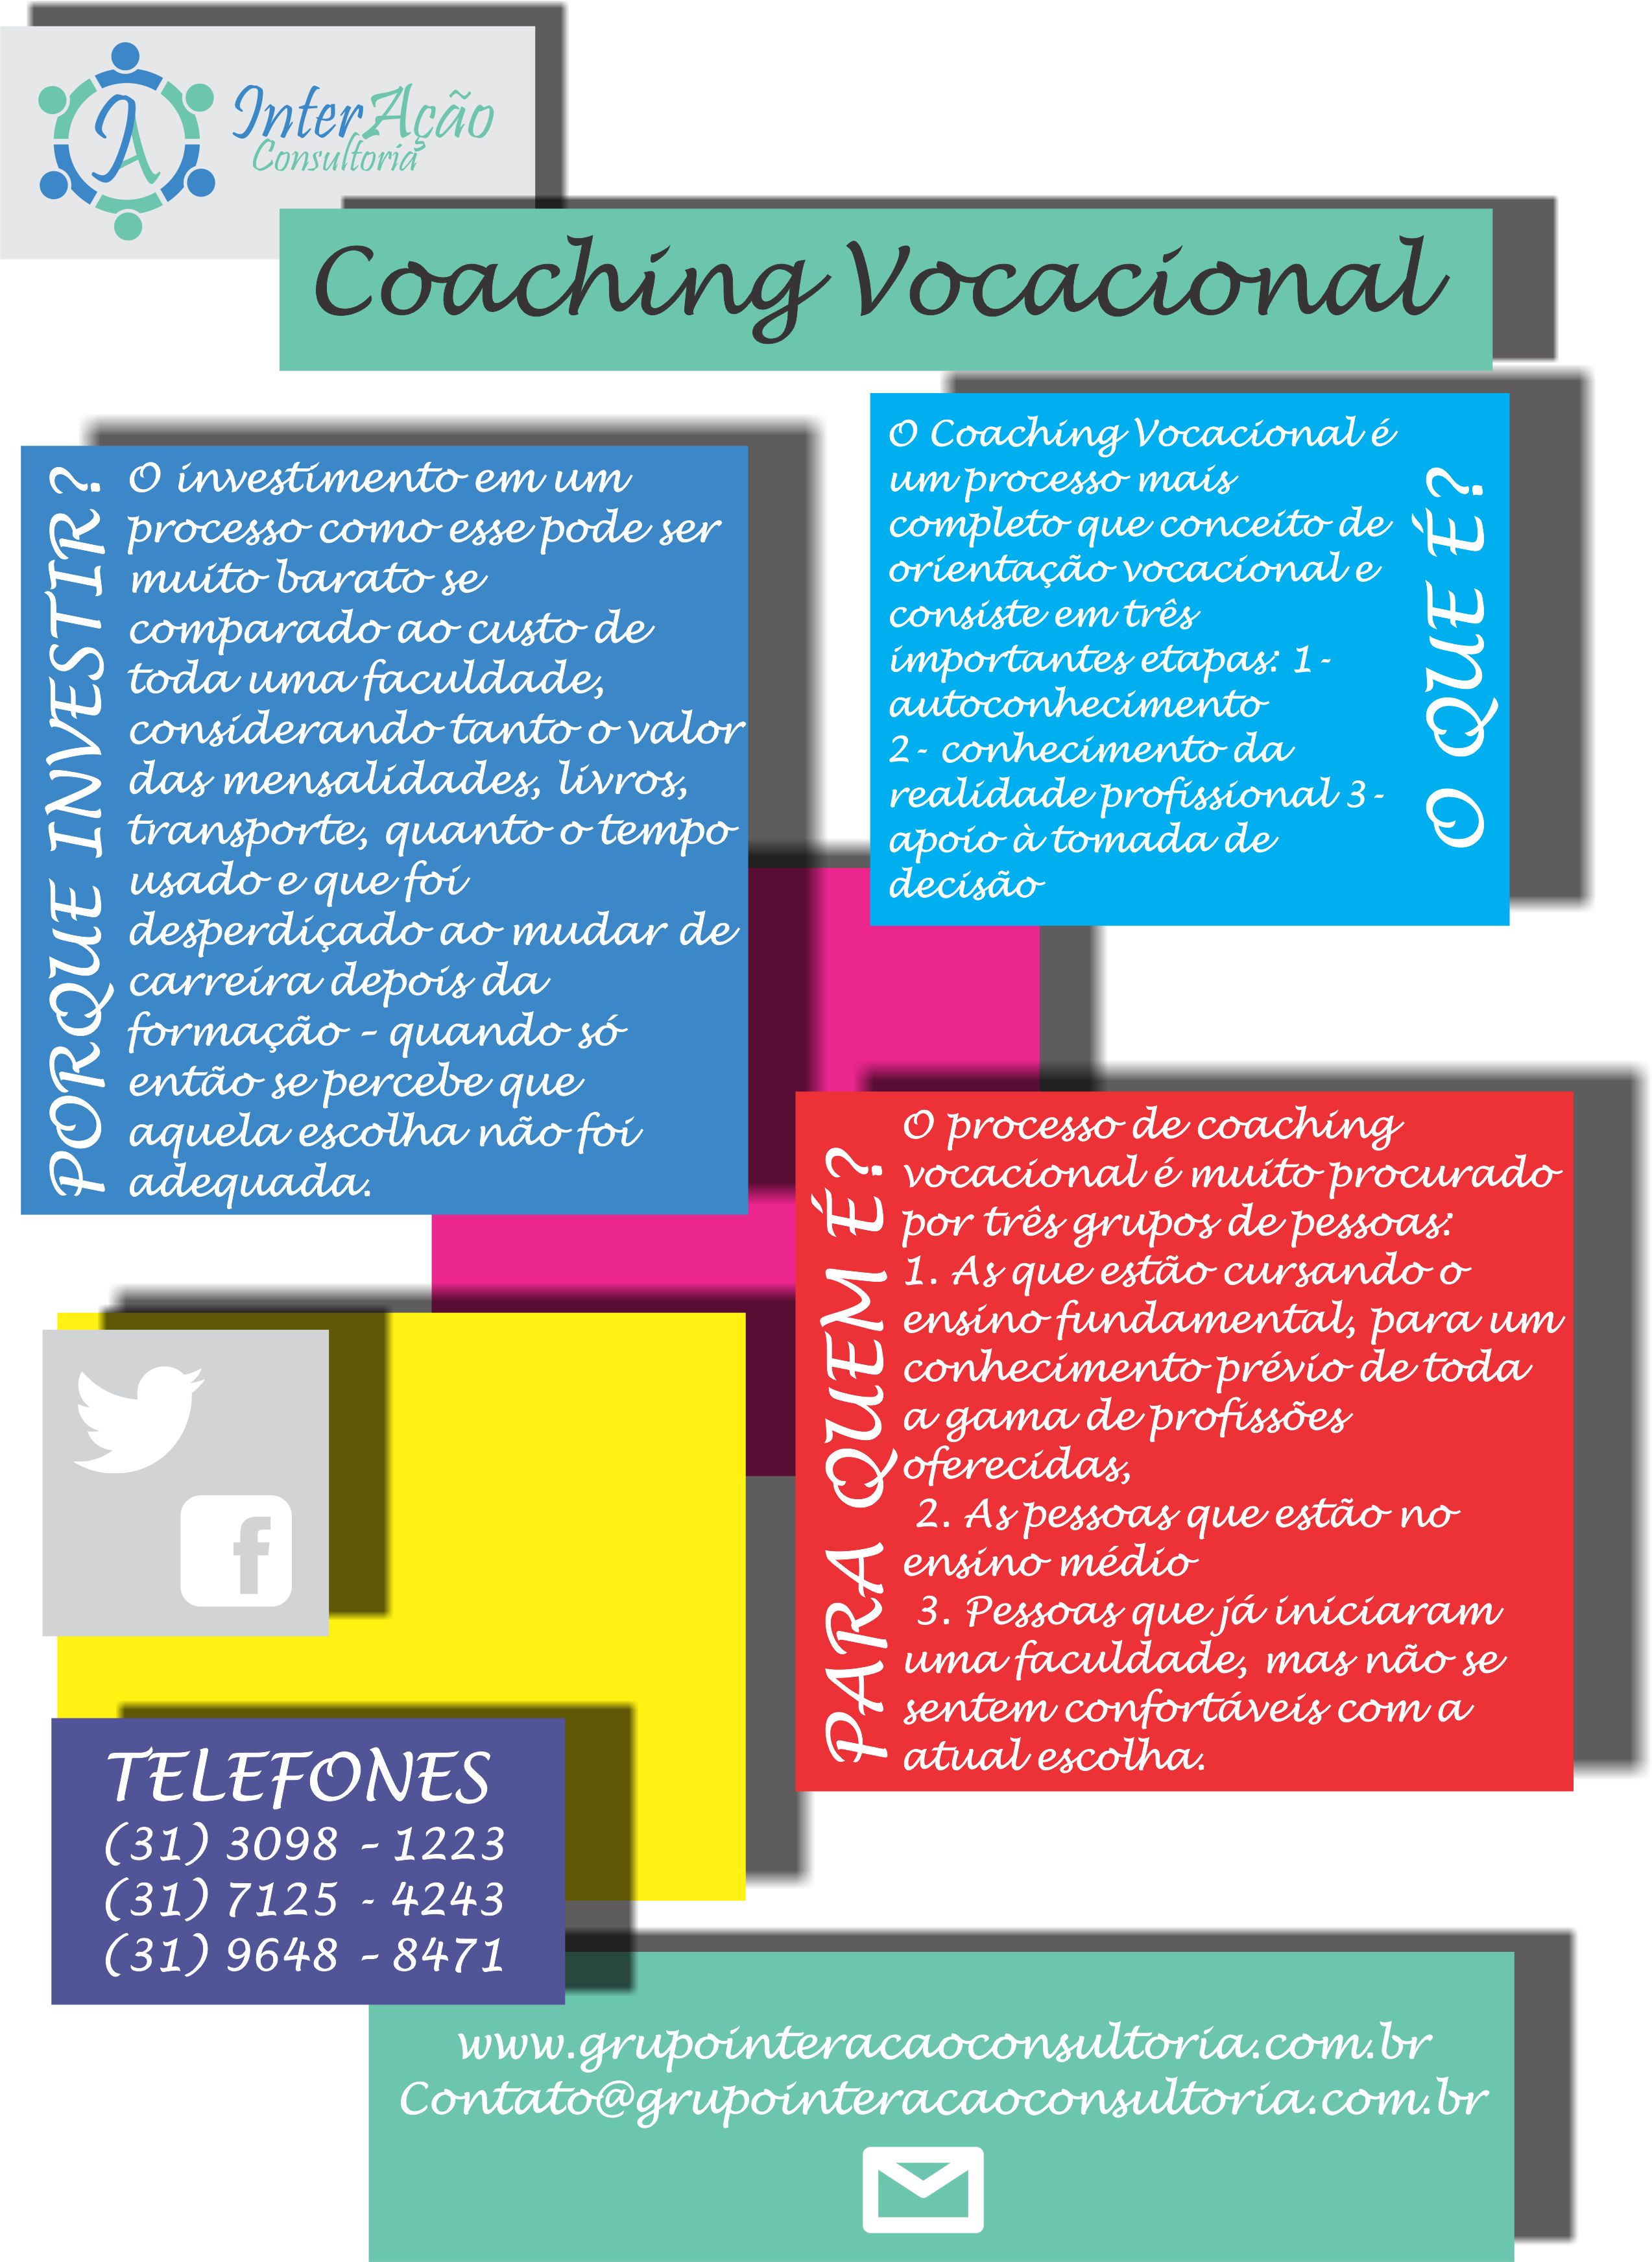 InterAção
Consultoria
Coaching Vocacional
PORQUE INVESTIR?
O investimento em um
processo como esse pode ser
muito barato se
comparado ao custo de
toda uma faculdade,
considerando tanto o valor
das mensalidades, livros,
transporte, quanto o tempo
usado e que foi
desperdiçado ao mudar de
carreira depois da
formação - quando só
então se percebe que
aquela escolha não foi
adequada.
O QUE É?
O Coaching Vocacional é
um processo mais
completo que conceito de
orientação vocacional e
consiste em três
importantes etapas: 1-
autoconhecimento
2- conhecimento da
realidade profissional 3-
apoio à tomada de
decisão
PARA QUEM É?
O processo de coaching
vocacional é muito procurado
por três grupos de pessoas:
1. As que estão cursando o
ensino fundamental, para um
conhecimento prévio de toda
a gama de profissões
oferecidas,
2. As pessoas que estão no
ensino médio
3. Pessoas que já iniciaram
uma faculdade, mas não se
sentem confortáveis com a
atual escolha.
TELEFONES
(31) 3098 - 1223
(31) 7125 - 4243
(31) 9648 - 8471
www.grupointeracaoconsultoria.com.br
Contato@grupointeracaoconsultoria.com.br